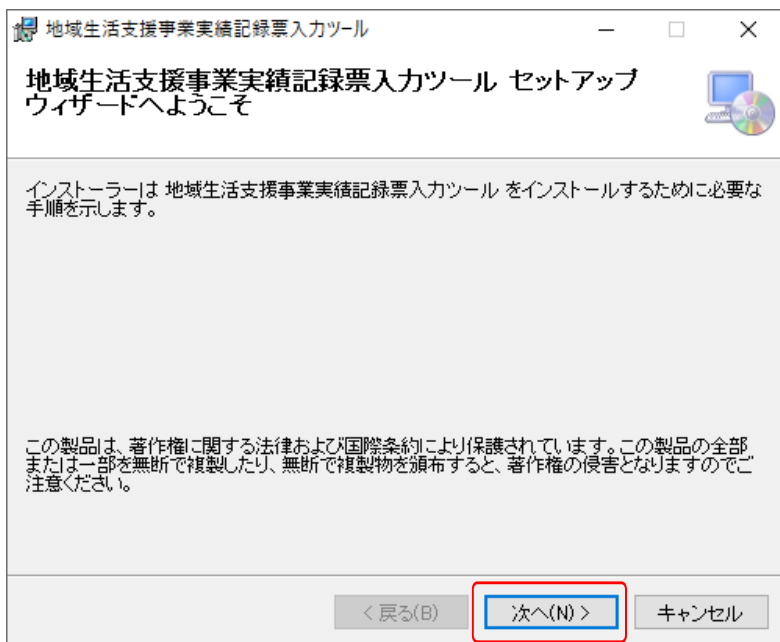 地域生活支援事業実績記録票入力ツール
地域生活支援事業実績記録票入力ツール セットアップ
ウィザードへようこそ
インストーラーは 地域生活支援事業実績記録票入力ツール をインストールするために必要な
手順を示します。
この製品は、著作権に関する法律および国際条約により保護されています。この製品の全部
または一部を無断で複製したり、無断で複製物を頒布すると、著作権の侵害となりますのでご
注意ください。
< 戻る(B)
次へ(N) >
キャンセル